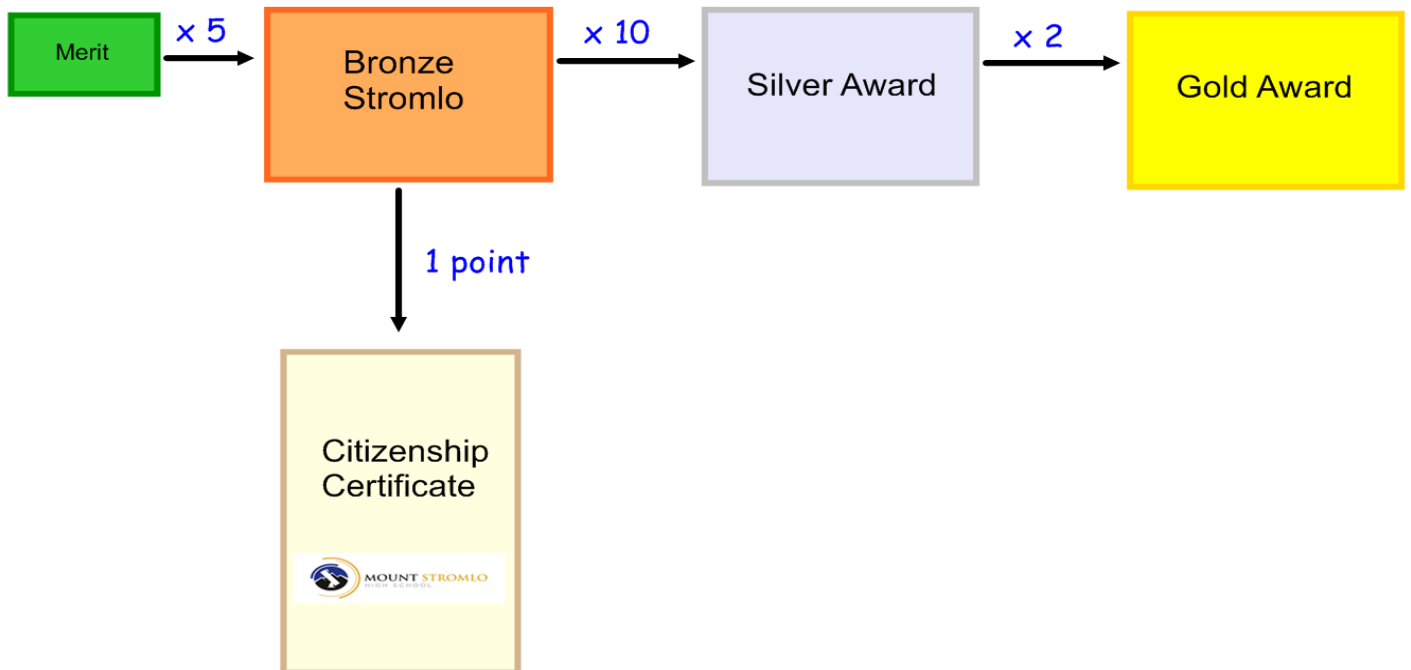 Merit
x 5
Bronze
Stromlo
x 10
Silver Award
x 2
Gold Award
1 point
Citizenship
Certificate
MOUNT STROMLO
HIGH SCHOOL